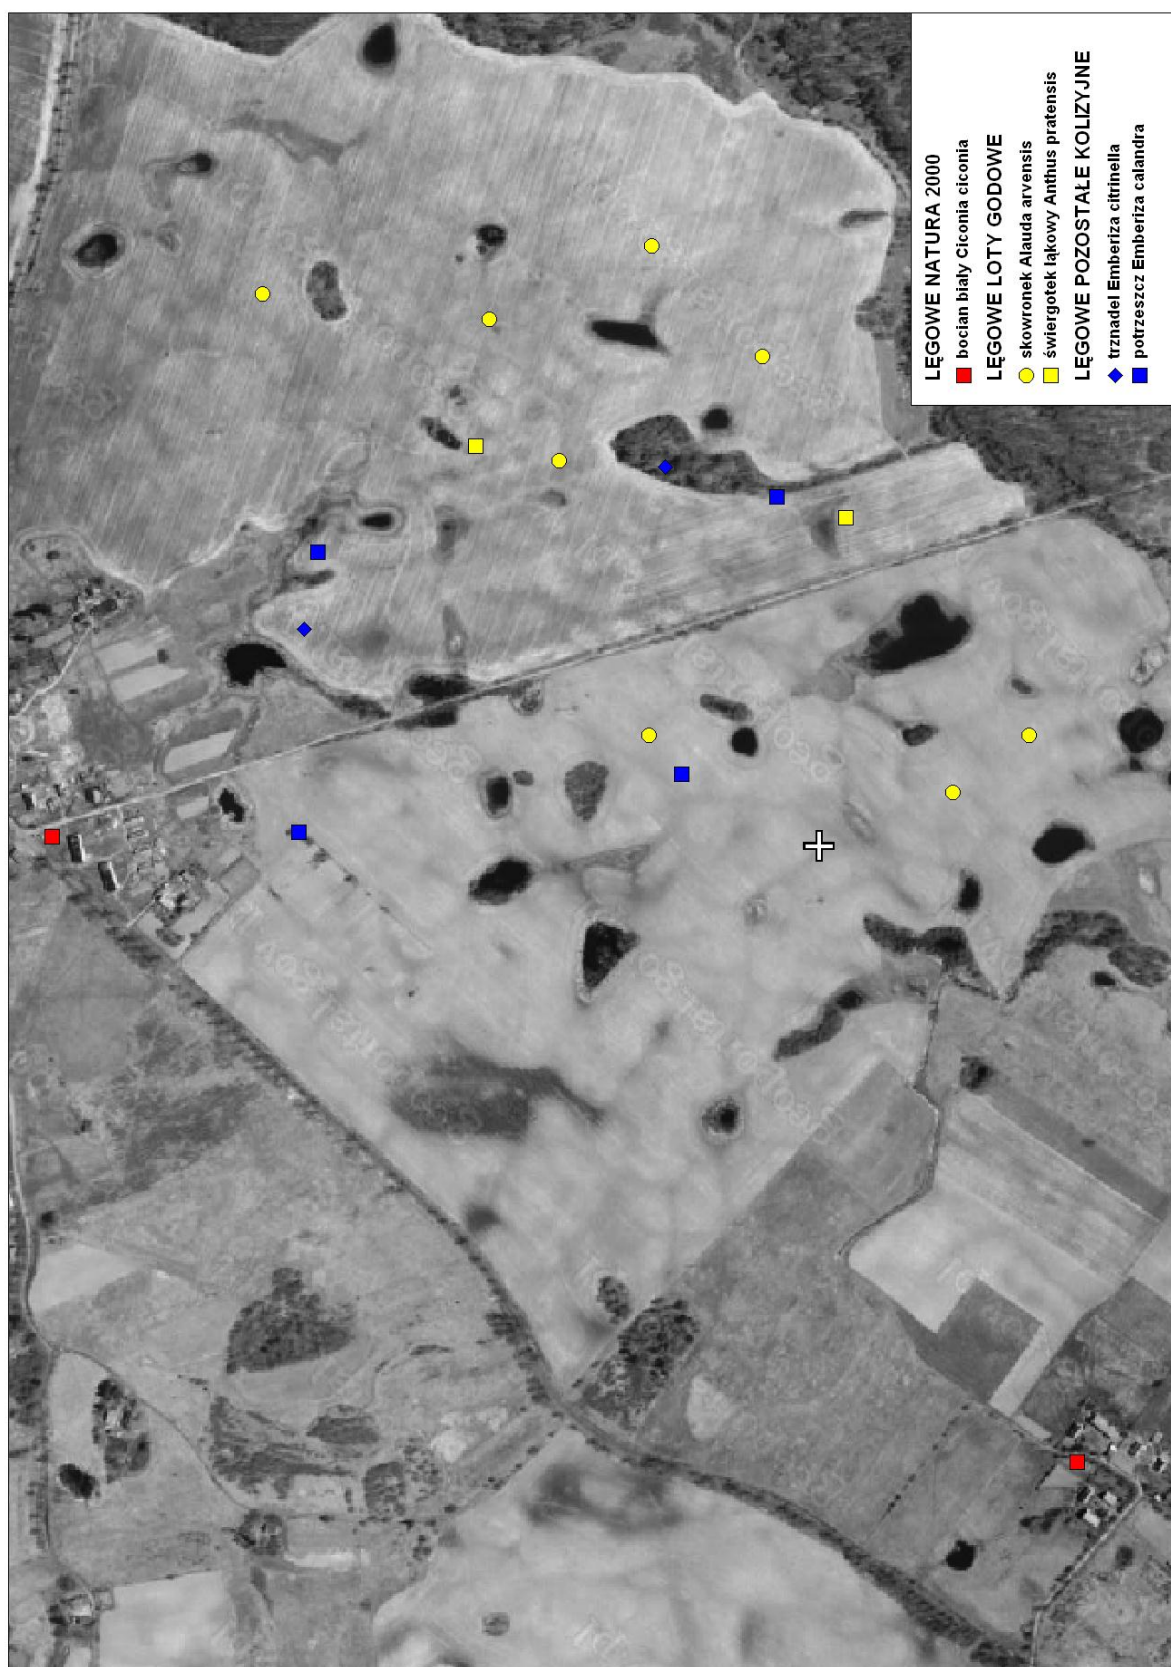 LĘGOWE NATURA 2000
bocian biały Ciconia ciconia
LĘGOWE LOTY GODOWE
skowronek Alauda arvensis
świergotek łąkowy Anthus pratensis
LĘGOWE POZOSTAŁE KOLIZYJNE
trznadel Emberiza citrinella
potrzeszcz Emberiza calandra